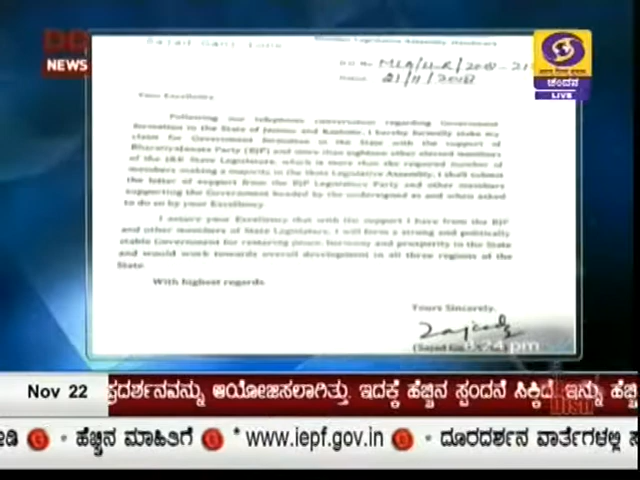 DD
NEWS
ಚಂದನ
LIVE
Sajad Gani Lone
Member Legislative Assembly, Handwara
21/11/2018
Your Excellency
Following our telephonic conversation regarding Government
formation in the State of Jammu and Kashmir, I hereby formally stake my
claim for Government formation in the State with the support of
Bharatiya Janata Party (BJP) and more than eighteen other elected members
of the J&K State Legislature, which is more than the required number of
members making a majority in the State Legislative Assembly. I shall submit
the letter of support from the BJP Legislature Party and other members
supporting the Government headed by the undersigned as and when asked
to do so by your Excellency.
I assure your Excellency that with the support I have from the BJP
and other members of State Legislature, I will form a strong and politically
stable Government for restoring peace, harmony and prosperity in the State
and would work towards overall development in all three regions of the
State.
With highest regards
Yours Sincerely,
(Sajad
8:24 pm
Nov 22
ಪ್ರದರ್ಶನವನ್ನು ಆಯೋಜಿಸಲಾಗಿತ್ತು. ಇದಕ್ಕೆ ಹೆಚ್ಚಿನ ಸ್ಪಂದನೆ ಸಿಕ್ಕಿದೆ. ಇನ್ನು ಹೆಚ್ಚಿ
dish
ಹೆಚ್ಚಿನ ಮಾಹಿತಿಗೆ * www.iepf.gov.in • ದೂರದರ್ಶನ ವಾರ್ತೆಗಳಲ್ಲಿ